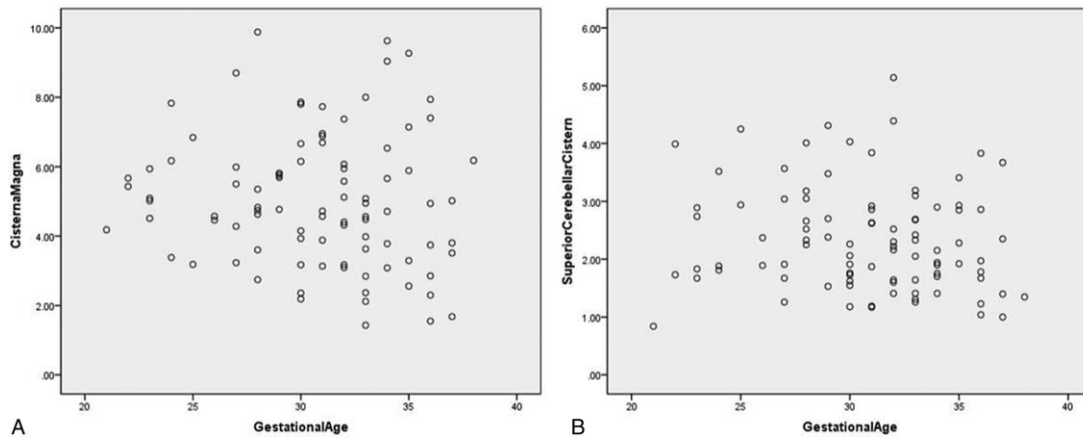 10.00
8.00
6.00
4.00
2.00
.00
CisternaMagna
20 25 30 35 40
GestationalAge
A
6.00
5.00
4.00
3.00
2.00
1.00
.00
SuperiorCerebellarCistern
20 25 30 35 40
GestationalAge
B